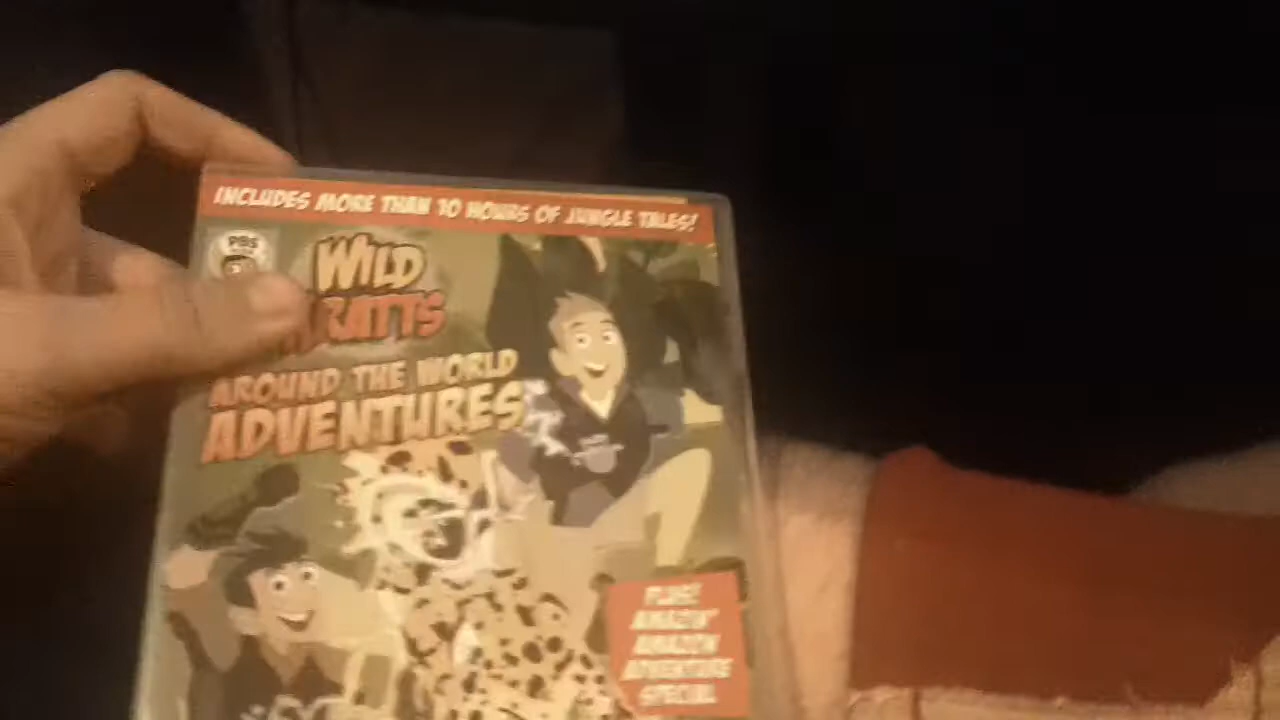 INCLUDES MORE THAN 10 HOURS OF JUNGLE TALES!
PBS
WILD
RATTS
AROUND THE WORLD
ADVENTURES
PLUS!
AMAZIN'
AMAZON
ADVENTURE
SPECIAL